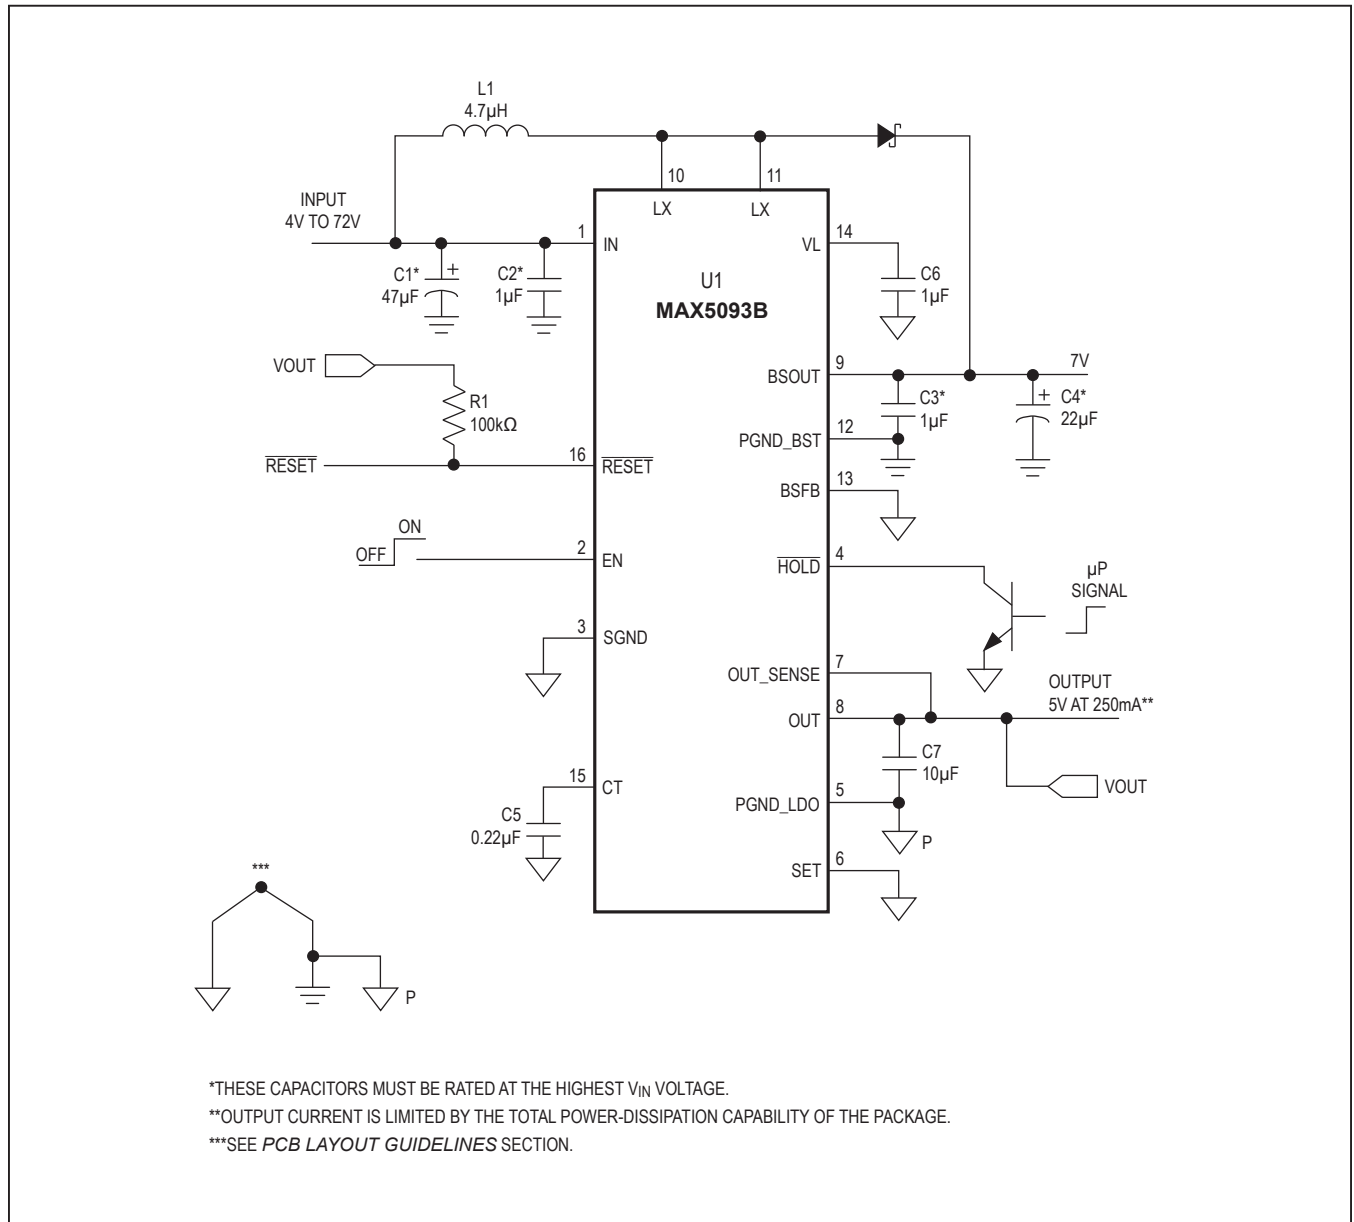 L1
4.7µH
10
11
LX
LX
INPUT
4V TO 72V
1
IN
VL
14
C1*
+
47µF
C2*
1µF
U1
MAX5093B
C6
1µF
VOUT
R1
100kΩ
BSOUT
9
7V
C3*
1µF
+
C4*
22µF
PGND_BST
12
RESET
16
RESET
BSFB
13
OFF
ON
2
EN
HOLD
4
µP
SIGNAL
3
SGND
OUT_SENSE
7
OUTPUT
5V AT 250mA**
OUT
8
C7
10µF
VOUT
15
CT
C5
0.22µF
PGND_LDO
5
P
SET
6
***
P
*THESE CAPACITORS MUST BE RATED AT THE HIGHEST VIN VOLTAGE.
**OUTPUT CURRENT IS LIMITED BY THE TOTAL POWER-DISSIPATION CAPABILITY OF THE PACKAGE.
***SEE PCB LAYOUT GUIDELINES SECTION.